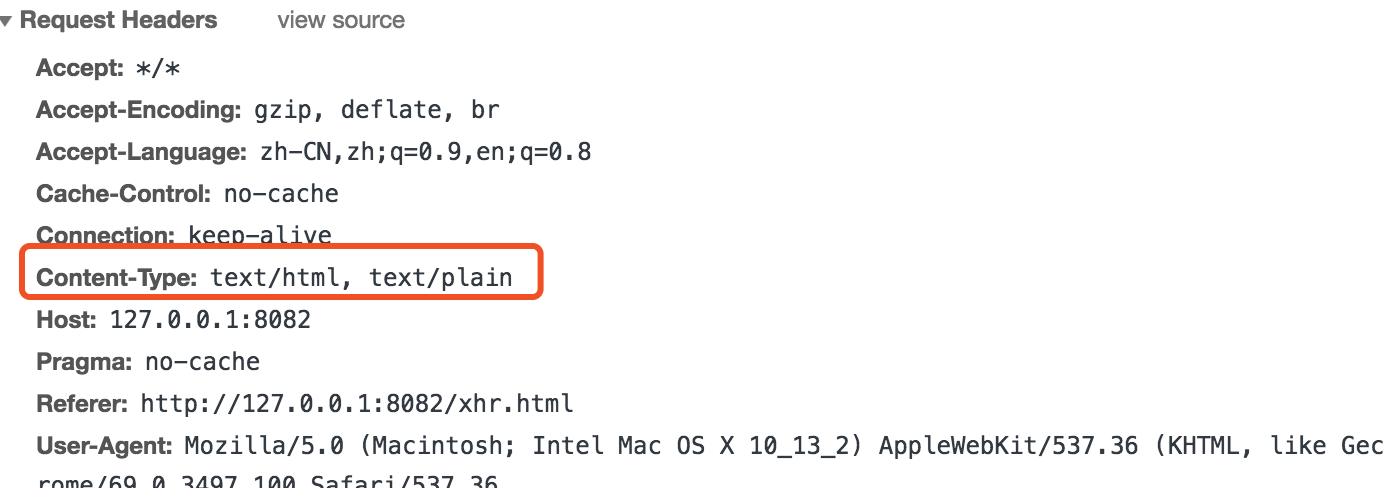 ▼ Request Headers view source
Accept: */*
Accept-Encoding: gzip, deflate, br
Accept-Language: zh-CN,zh;q=0.9,en;q=0.8
Cache-Control: no-cache
Connection: keep-alive
Content-Type: text/html, text/plain
Host: 127.0.0.1:8082
Pragma: no-cache
Referer: http://127.0.0.1:8082/xhr.html
User-Agent: Mozilla/5.0 (Macintosh; Intel Mac OS X 10_13_2) AppleWebKit/537.36 (KHTML, like Gec
rome/69.0.3497.100 Safari/537.36